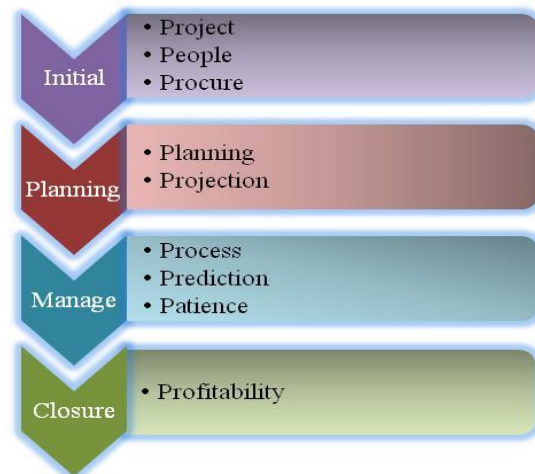 Initial
• Project
• People
• Procure
Planning
• Planning
• Projection
Manage
• Process
• Prediction
• Patience
Closure
• Profitability